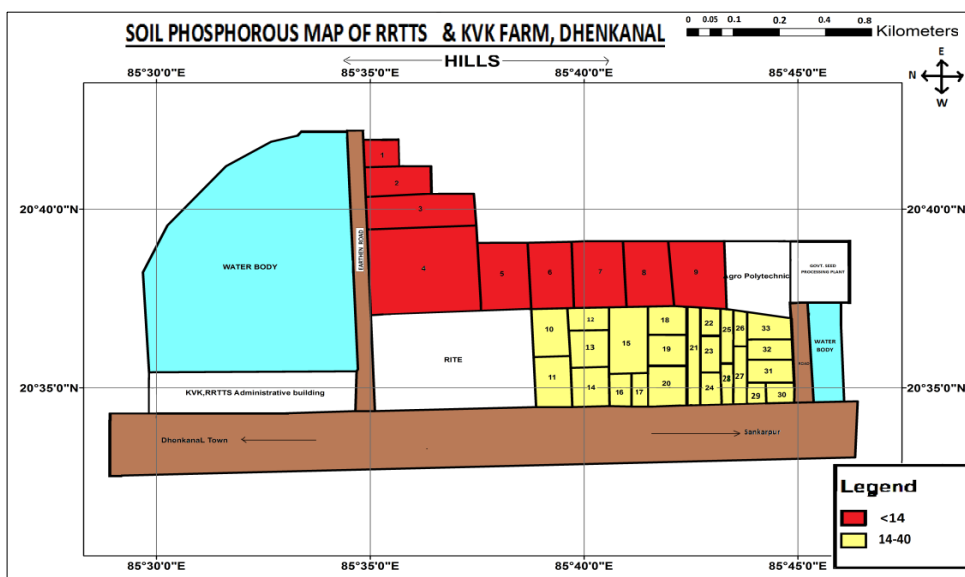 SOIL PHOSPHOROUS MAP OF RRTTS & KVK FARM, DHENKANAL
0 0.05 0.1 0.2 0.4 0.8
Kilometers
HILLS
E
N
W
85°30'0"E 85°35'0"E 85°40'0"E 85°45'0"E
20°40'0"N
20°40'0"N
20°35'0"N
20°35'0"N
1
2
3
4
5 6 7 8 9
Agro Polytechnic
GOVT. SEED
PROCESSING PLANT
WATER BODY
EARTHEN ROAD
RITE
KVK,RRTTS Administrative building
10
11
12
13
14
15
16 17
18
19
20
21
22
23
24
25
26
27
28
29 30
31
32
33
ROAD
WATER
BODY
DhonkanaL Town
Sankarpur
Legend
<14
14-40
85°30'0"E 85°35'0"E 85°40'0"E 85°45'0"E